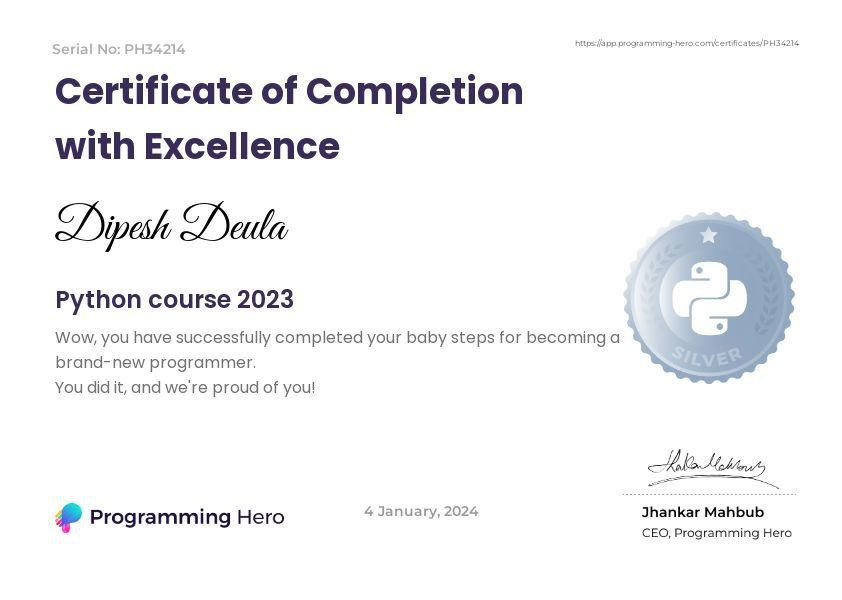 Serial No: PH34214
https://app.programming-hero.com/certificates/PH34214
Certificate of Completion
with Excellence
Dipesh Deula
Python course 2023
Wow, you have successfully completed your baby steps for becoming a
brand-new programmer.
You did it, and we're proud of you!
SILVER
Programming Hero
4 January, 2024
Jhankar Mahbub
CEO, Programming Hero